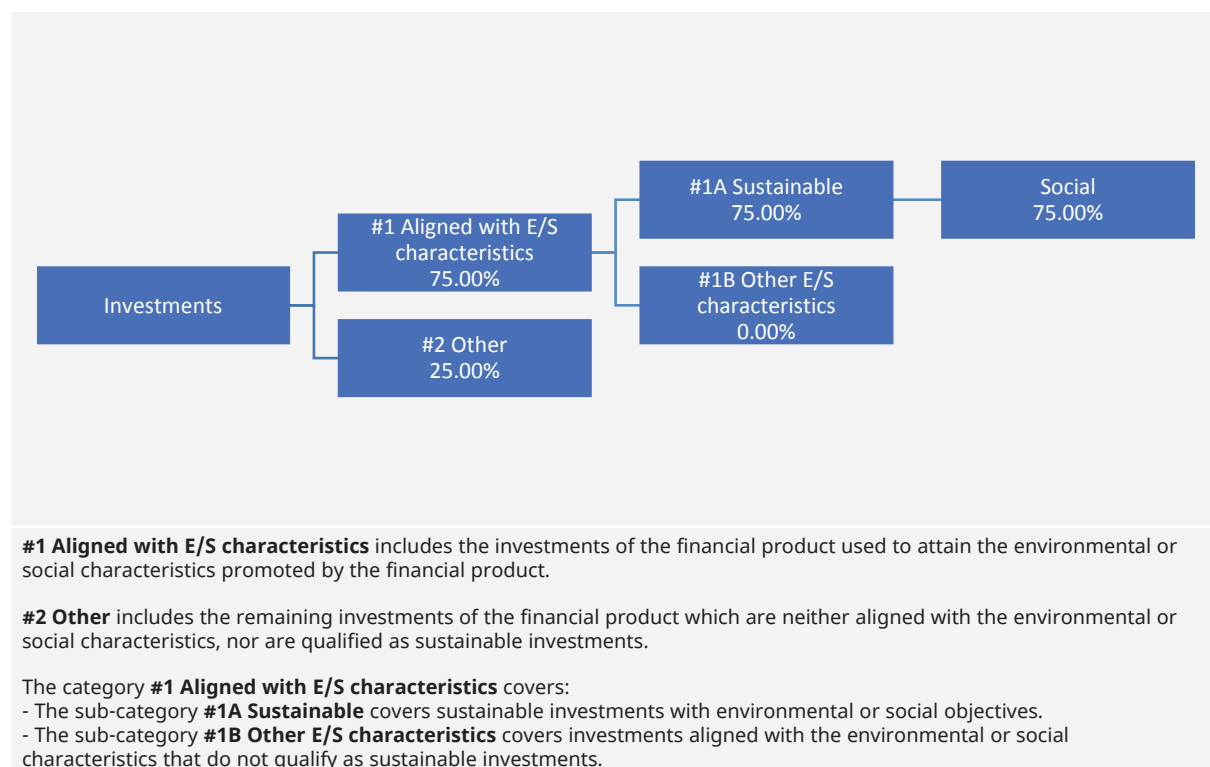 Investments
#1 Aligned with E/S
characteristics
75.00%
#2 Other
25.00%
#1A Sustainable
75.00%
#1B Other E/S
characteristics
0.00%
Social
75.00%
#1 Aligned with E/S characteristics includes the investments of the financial product used to attain the environmental or
social characteristics promoted by the financial product.
#2 Other includes the remaining investments of the financial product which are neither aligned with the environmental or
social characteristics, nor are qualified as sustainable investments.
The category #1 Aligned with E/S characteristics covers:
- The sub-category #1A Sustainable covers sustainable investments with environmental or social objectives.
- The sub-category #1B Other E/S characteristics covers investments aligned with the environmental or social
characteristics that do not qualify as sustainable investments.